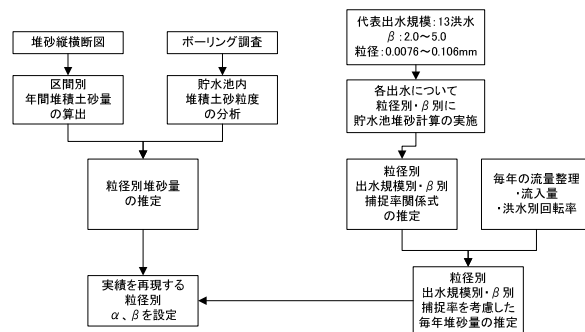 堆砂縦横断図
ボーリング調査
代表出水規模:13洪水
β:2.0~5.0
粒径:0.0076~0.106mm
区間別
年間堆積土砂量
の算出
貯水池内
堆積土砂粒度
の分析
各出水について
粒径別・β別に
貯水池堆砂計算の実施
粒径別堆砂量
の推定
粒径別
出水規模別・β別
捕捉率関係式
の推定
毎年の流量整理
・流入量
・洪水別回転率
実績を再現する
粒径別
α、βを設定
粒径別
出水規模別・β別
捕捉率を考慮した
毎年堆砂量の推定